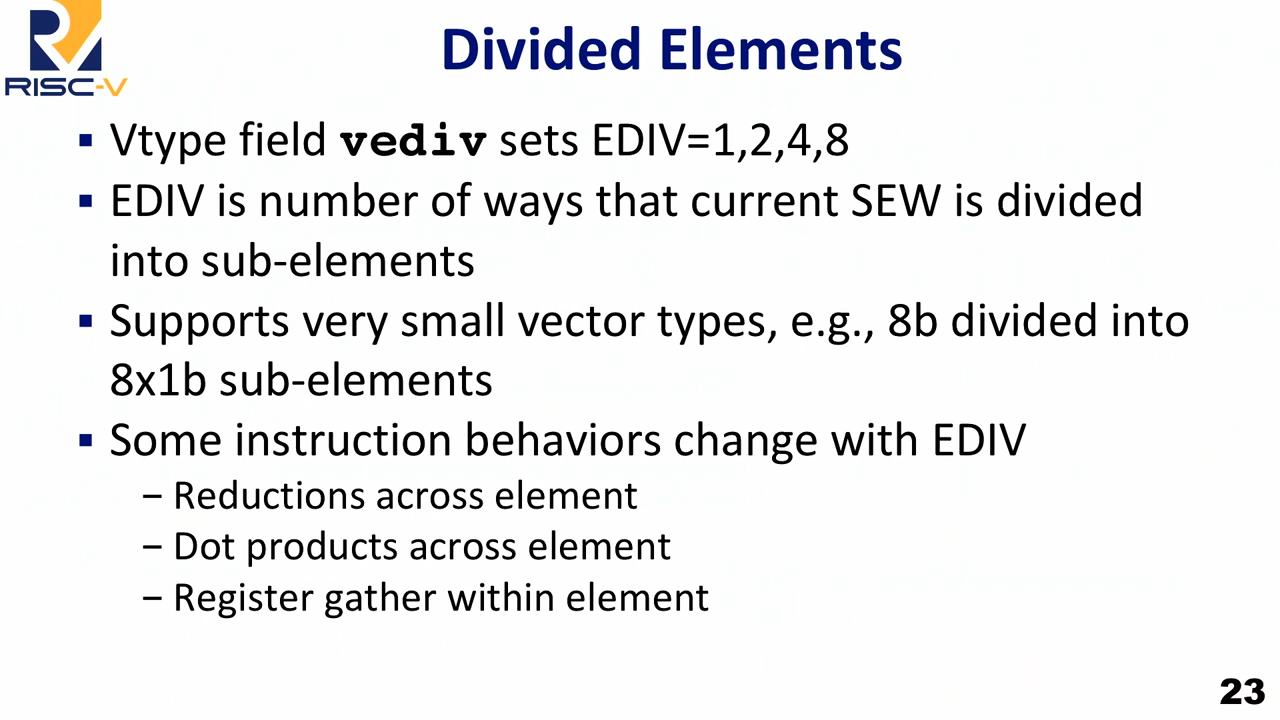 RISC-V
Divided Elements
▪ Vtype field vediv sets EDIV=1,2,4,8
▪ EDIV is number of ways that current SEW is divided
into sub-elements
▪ Supports very small vector types, e.g., 8b divided into
8x1b sub-elements
▪ Some instruction behaviors change with EDIV
– Reductions across element
– Dot products across element
– Register gather within element
23